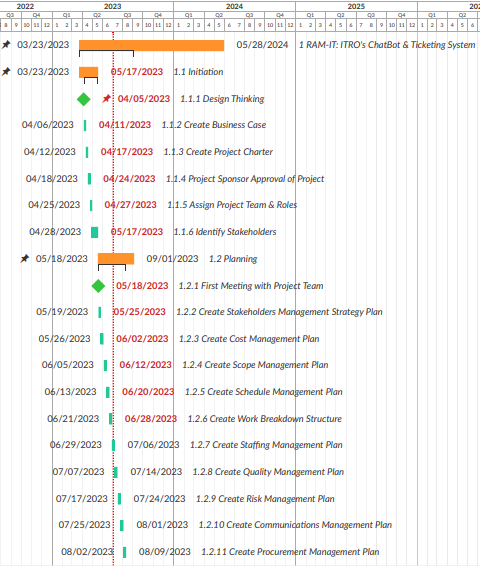 2022 2023 2024 2025 202
Q3 Q4 Q1 Q2 Q3 Q4 Q1 Q2 Q3 Q4 Q1 Q2 Q3 Q4 Q1 Q2
8 9 10 11 12 1 2 3 4 5 6 7 8 9 10 11 12 1 2 3 4 5 6 7 8 9 10 11 12 1 2 3 4 5 6 7 8 9 10 11 12 1 2 3 4 5 6
03/23/2023 05/28/2024 1 RAM-IT: ITRO's ChatBot & Ticketing System
03/23/2023 05/17/2023 1.1 Initiation
04/05/2023 1.1.1 Design Thinking
04/06/2023 04/11/2023 1.1.2 Create Business Case
04/12/2023 04/17/2023 1.1.3 Create Project Charter
04/18/2023 04/24/2023 1.1.4 Project Sponsor Approval of Project
04/25/2023 04/27/2023 1.1.5 Assign Project Team & Roles
04/28/2023 05/17/2023 1.1.6 Identify Stakeholders
05/18/2023 09/01/2023 1.2 Planning
05/18/2023 1.2.1 First Meeting with Project Team
05/19/2023 05/25/2023 1.2.2 Create Stakeholders Management Strategy Plan
05/26/2023 06/02/2023 1.2.3 Create Cost Management Plan
06/05/2023 06/12/2023 1.2.4 Create Scope Management Plan
06/13/2023 06/20/2023 1.2.5 Create Schedule Management Plan
06/21/2023 06/28/2023 1.2.6 Create Work Breakdown Structure
06/29/2023 07/06/2023 1.2.7 Create Staffing Management Plan
07/07/2023 07/14/2023 1.2.8 Create Quality Management Plan
07/17/2023 07/24/2023 1.2.9 Create Risk Management Plan
07/25/2023 08/01/2023 1.2.10 Create Communications Management Plan
08/02/2023 08/09/2023 1.2.11 Create Procurement Management Plan